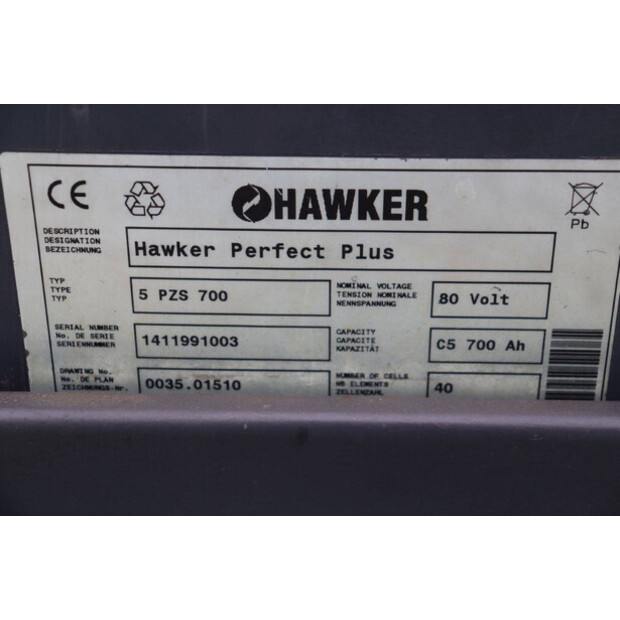 CE
HAWKER
Pb
DESCRIPTION
DESIGNATION
BEZEICHNUNG
Hawker Perfect Plus
TYP
TYPE
TYP
5 PZS 700
NOMINAL VOLTAGE
TENSION NOMINALE
NENNSPANNUNG
80 Volt
SERIAL NUMBER
No. DE SERIE
SERIENNUMMER
1411991003
CAPACITY
CAPACITE
KAPAZITÄT
C5 700 Ah
DRAWING No.
No. DE PLAN
ZEICHNUNGS-Nr.
0035.01510
NUMBER OF CELLS
NB ELEMENTS
ZELLENZAHL
40